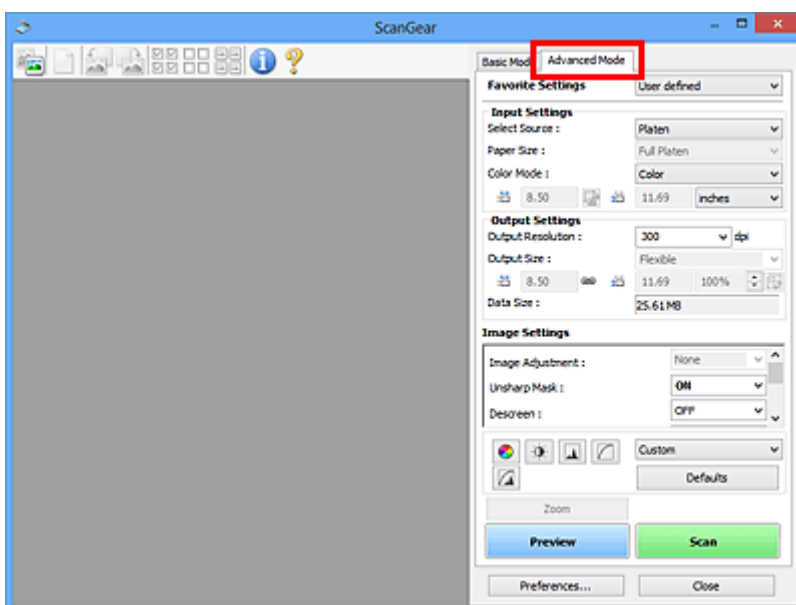 ScanGear
Basic Mode Advanced Mode
Favorite Settings User defined
Input Settings
Select Source : Platen
Paper Size : Full Platen
Color Mode : Color
8.50 11.69 inches
Output Settings
Output Resolution : 300 dpi
Output Size : Flexible
8.50 11.69 100%
Data Size : 25.61MB
Image Settings
Image Adjustment : None
Unsharp Mask : ON
Descreen : OFF
Custom
Defaults
Zoom
Preview Scan
Preferences... Close